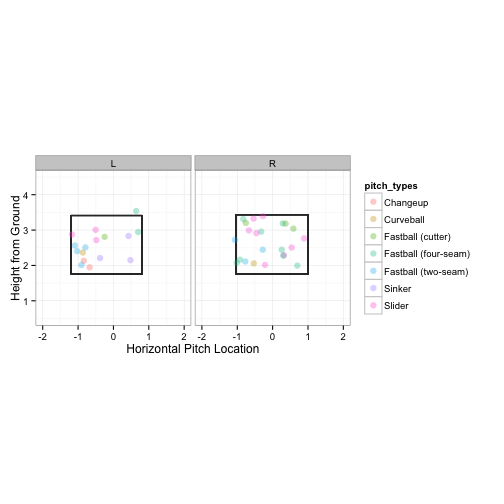 L R
pitch_types
4
3
2
1
Height from Ground
Changeup
Curveball
Fastball (cutter)
Fastball (four-seam)
Fastball (two-seam)
Sinker
Slider
-2 -1 0 1 2 -2 -1 0 1 2
Horizontal Pitch Location